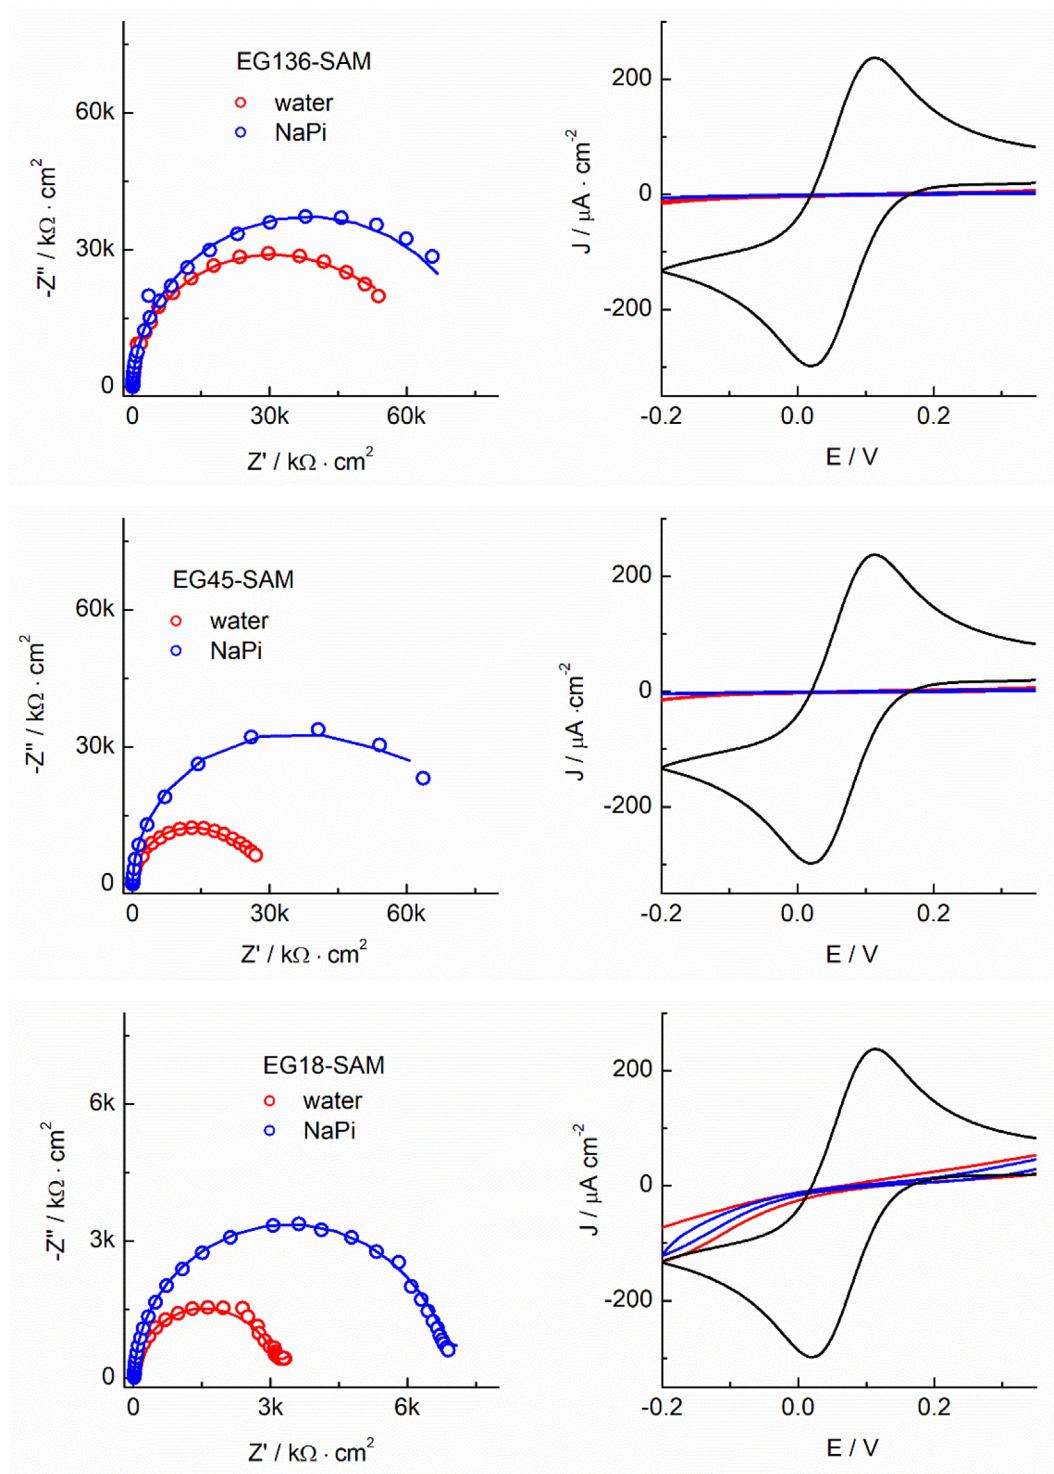 EG136-SAM
water
NaPi
60k
30k
0
-Z" / kΩ · cm²
0 30k 60k
Z' / kΩ · cm²
200
0
-200
J / μA · cm⁻²
-0.2 0.0 0.2
E / V
EG45-SAM
water
NaPi
60k
30k
0
-Z" / kΩ · cm²
0 30k 60k
Z' / kΩ · cm²
200
0
-200
J / μA ·cm⁻²
-0.2 0.0 0.2
E / V
EG18-SAM
water
NaPi
6k
3k
0
-Z" / kΩ · cm²
0 3k 6k
Z' / kΩ · cm²
200
0
-200
J / μA cm⁻²
-0.2 0.0 0.2
E / V